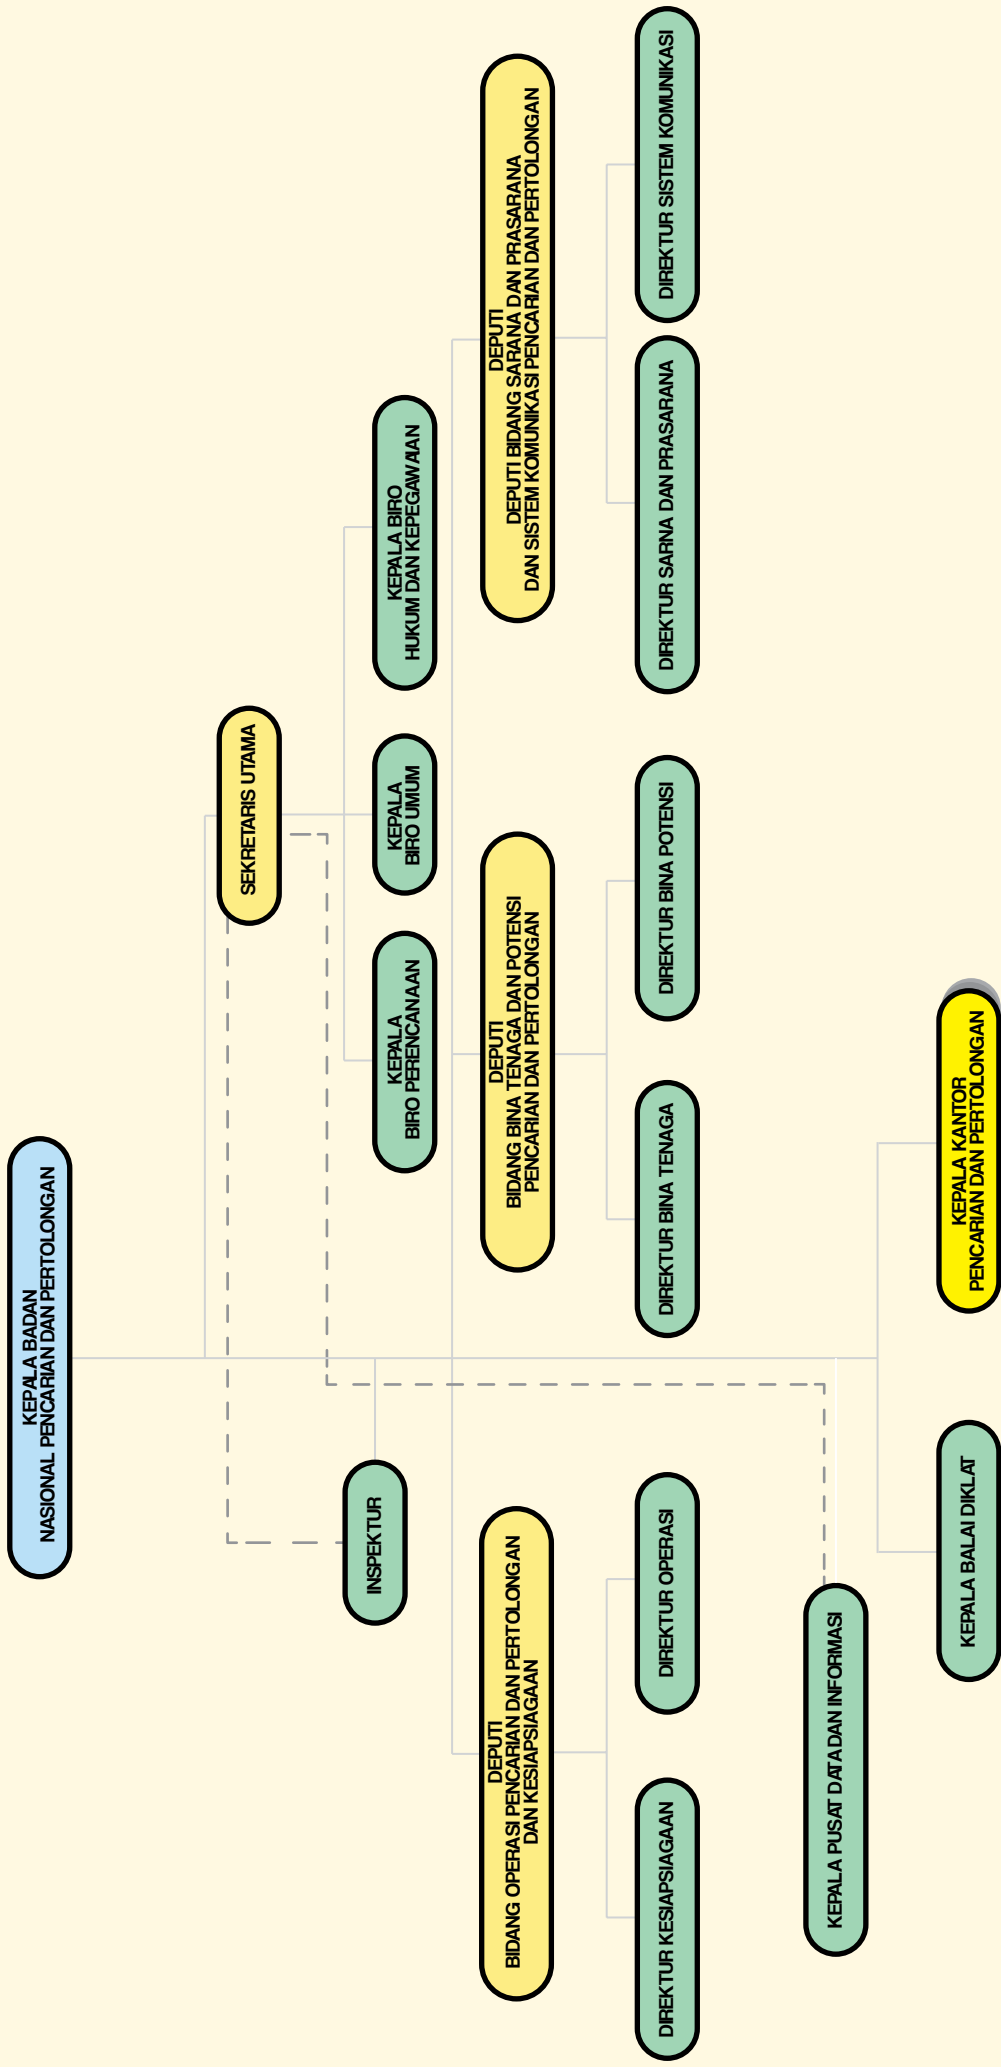 KEPALA BADAN
NASIONAL PENCARIAN DAN PERTOLONGAN
SEKRETARIS UTAMA
INSPEKTUR
KEPALA
BIRO PERENCANAAN
KEPALA
BIRO UMUM
KEPALA BIRO
HUKUM DAN KEPEGAWAIAN
DEPUTI
BIDANG OPERASI PENCARIAN DAN PERTOLONGAN
DAN KESIAPSIAGAAN
DEPUTI
BIDANG BINA TENAGA DAN POTENSI
PENCARIAN DAN PERTOLONGAN
DEPUTI
DEPUTI BIDANG SARANA DAN PRASARANA
DAN SISTEM KOMUNIKASI PENCARIAN DAN PERTOLONGAN
DIREKTUR KESIAPSIAGAAN
DIREKTUR OPERASI
DIREKTUR BINA TENAGA
DIREKTUR BINA POTENSI
DIREKTUR SARNA DAN PRASARANA
DIREKTUR SISTEM KOMUNIKASI
KEPALA PUSAT DATA DAN INFORMASI
KEPALA BALAI DIKLAT
KEPALA KANTOR
PENCARIAN DAN PERTOLONGAN